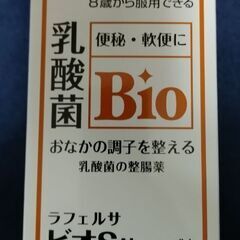 8歳から服用できる
乳酸菌
便秘・軟便に
Bio
おなかの調子を整える
乳酸菌の整腸薬
ラフェルサ